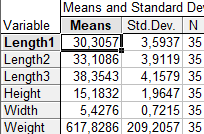 Means and Standard De
Variable Means Std.Dev. N
Length1 30,3057 3,5937 35
Length2 33,1086 3,9119 35
Length3 38,3543 4,1579 35
Height 15,1832 1,9647 35
Width 5,4276 0,7215 35
Weight 617,8286 209,2057 35